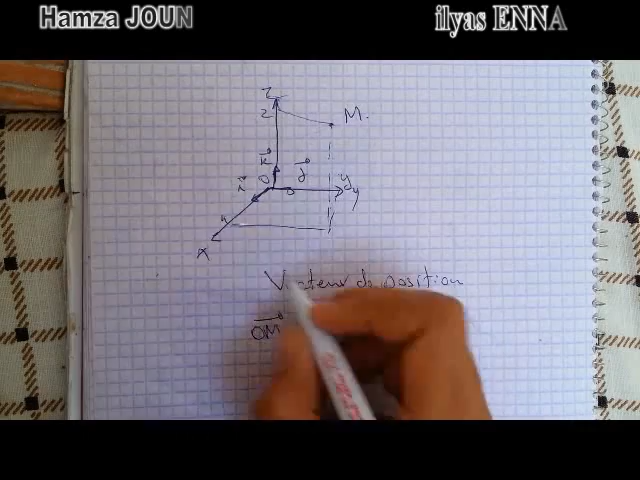 Hamza JOUN
ilyas ENNA
Z
z M.
k
i O j y y
x
X
Vecteur de position
OM